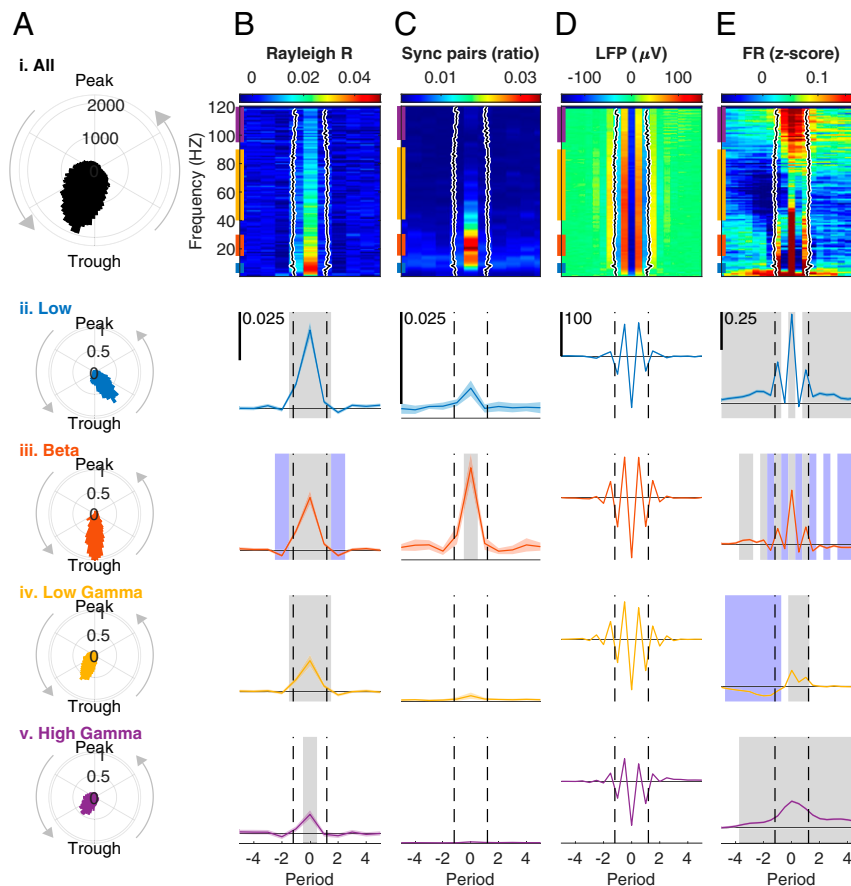 A
B
C
D
E
i. All
Peak
2000
1000
0
Trough
Rayleigh R
0
0.02
0.04
Sync pairs (ratio)
0.01
0.03
LFP (μV)
-100
0
100
FR (z-score)
0
0.1
Frequency (HZ)
120
100
80
60
40
20
ii. Low
Peak
1
0.5
0
Trough
0.025
0.025
100
0.25
iii. Beta
Peak
1
0.5
0
Trough
iv. Low Gamma
Peak
1
0.5
0
Trough
v. High Gamma
Peak
1
0.5
0
Trough
-4 -2 0 2 4
Period
-4 -2 0 2 4
Period
-4 -2 0 2 4
Period
-4 -2 0 2 4
Period